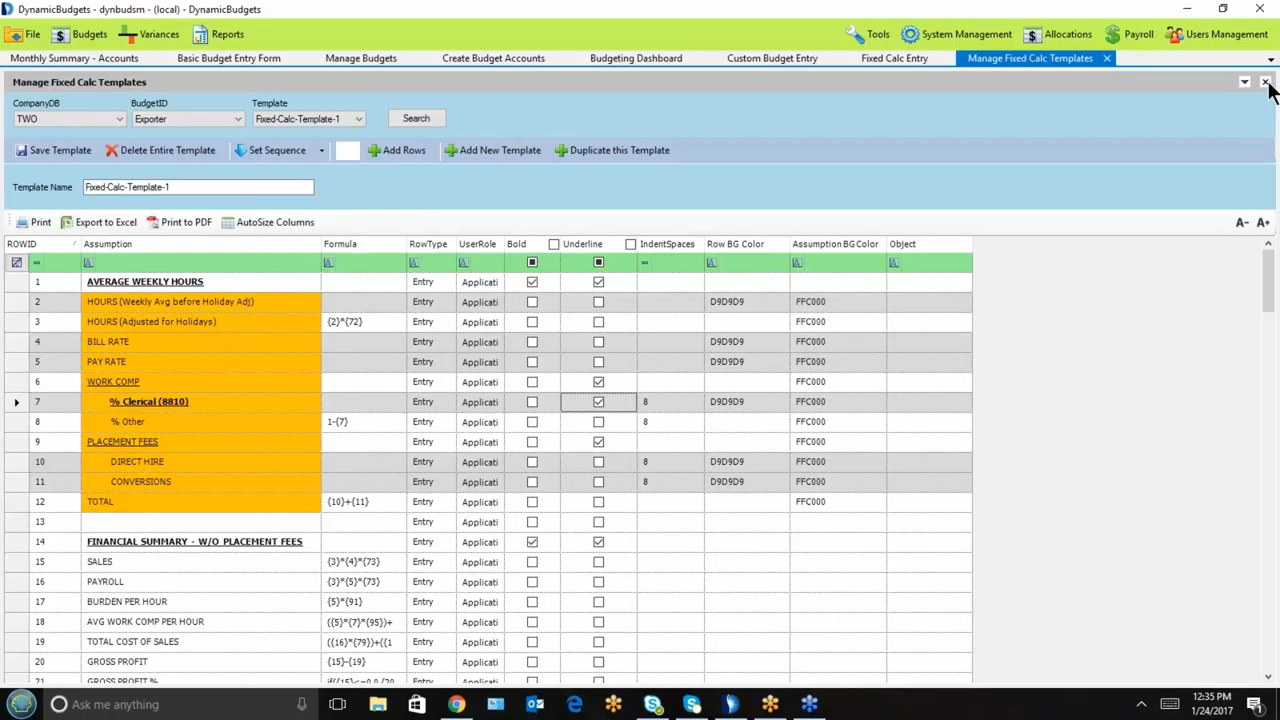 DynamicBudgets - dynbudsm - (local) - DynamicBudgets
File Budgets Variances Reports Tools System Management Allocations Payroll Users Management
Monthly Summary - Accounts Basic Budget Entry Form Manage Budgets Create Budget Accounts Budgeting Dashboard Custom Budget Entry Fixed Calc Entry Manage Fixed Calc Templates
Manage Fixed Calc Templates
CompanyDB BudgetID Template
TWO Exporter Fixed-Calc-Template-1 Search
Save Template Delete Entire Template Set Sequence Add Rows Add New Template Duplicate this Template
Template Name Fixed-Calc-Template-1
Print Export to Excel Print to PDF AutoSize Columns A- A+
ROWID Assumption Formula RowType UserRole Bold Underline IndentSpaces Row BG Color Assumption BG Color Object
1 AVERAGE WEEKLY HOURS Entry Applicati
2 HOURS (Weekly Avg before Holiday Adj) Entry Applicati D9D9D9 FFC000
3 HOURS (Adjusted for Holidays) {2}*{72} Entry Applicati FFC000
4 BILL RATE Entry Applicati D9D9D9 FFC000
5 PAY RATE Entry Applicati D9D9D9 FFC000
6 WORK COMP Entry Applicati FFC000
7 % Clerical (8810) Entry Applicati 8 D9D9D9 FFC000
8 % Other 1-{7} Entry Applicati 8 FFC000
9 PLACEMENT FEES Entry Applicati FFC000
10 DIRECT HIRE Entry Applicati 8 D9D9D9 FFC000
11 CONVERSIONS Entry Applicati 8 D9D9D9 FFC000
12 TOTAL {10}+{11} Entry Applicati FFC000
13 Entry Applicati
14 FINANCIAL SUMMARY - W/O PLACEMENT FEES Entry Applicati
15 SALES {3}*{4}*{73} Entry Applicati
16 PAYROLL {3}*{5}*{73} Entry Applicati
17 BURDEN PER HOUR {5}*{91} Entry Applicati
18 AVG WORK COMP PER HOUR ({5}*{7}*{95})+ Entry Applicati
19 TOTAL COST OF SALES ({16}*{79})+({1 Entry Applicati
20 GROSS PROFIT {15}-{19} Entry Applicati
21 GROSS PROFIT % Entry Applicati
Ask me anything
12:35 PM
1/24/2017